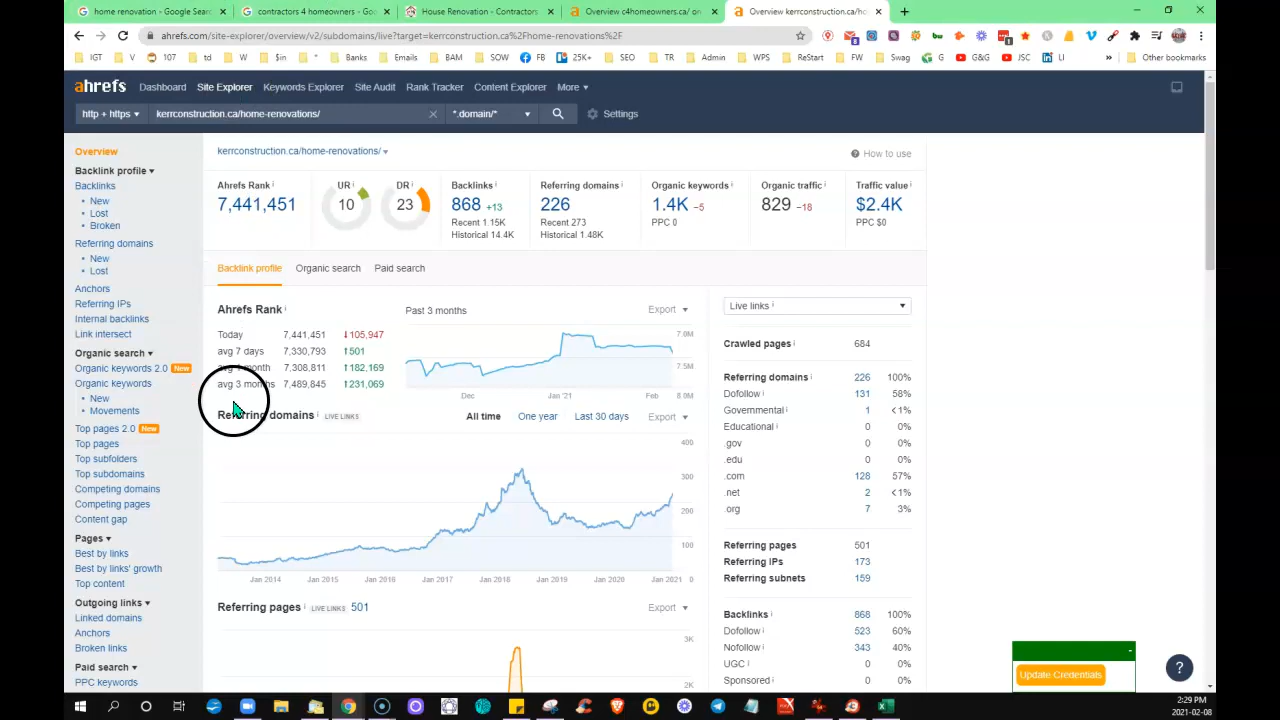 home renovation - Google Sear
contractors 4 homeowners - Goo
House Renovation - Contractors
Overview c4homeowners.ca/ on
Overview kerrconstruction.ca/ho
ahrefs.com/site-explorer/overview/v2/subdomains/live?target=kerrconstruction.ca%2Fhome-renovations%2F
IGT V 107 td W $in * Banks Emails BAM SOW FB 25K+ SEO TR Admin WPS ReStart FW Swag G G&G JSC LI » Other bookmarks
ahrefs Dashboard Site Explorer Keywords Explorer Site Audit Rank Tracker Content Explorer More
http + https kerrconstruction.ca/home-renovations/ *.domain/* Settings
Overview
Backlink profile
Backlinks
New
Lost
Broken
Referring domains
New
Lost
Anchors
Referring IPs
Internal backlinks
Link intersect
Organic search
Organic keywords 2.0 New
Organic keywords
New
Movements
Top pages 2.0 New
Top pages
Top subfolders
Top subdomains
Competing domains
Competing pages
Content gap
Pages
Best by links
Best by links' growth
Top content
Outgoing links
Linked domains
Anchors
Broken links
Paid search
PPC keywords
kerrconstruction.ca/home-renovations/
How to use
Ahrefs Rank
7,441,451
UR
10
DR
23
Backlinks
868 +13
Recent 1.15K
Historical 14.4K
Referring domains
226
Recent 273
Historical 1.48K
Organic keywords
1.4K −5
PPC 0
Organic traffic
829 −18
Traffic value
$2.4K
PPC $0
Backlink profile Organic search Paid search
Ahrefs Rank
Today 7,441,451 ↓105,947
avg 7 days 7,330,793 ↑501
avg 1 month 7,308,811 ↑182,169
avg 3 months 7,489,845 ↑231,069
Past 3 months Export
7.0M
7.5M
8.0M
Dec Jan '21 Feb
Referring domains LIVE LINKS All time One year Last 30 days
400
300
200
100
0
Jan 2014 Jan 2015 Jan 2016 Jan 2017 Jan 2018 Jan 2019 Jan 2020 Jan 2021
Referring pages LIVE LINKS 501 Export
3K
2K
Live links
Crawled pages 684
Referring domains 226 100%
Dofollow 131 58%
Governmental 1 <1%
Educational 0 0%
.gov 0 0%
.edu 0 0%
.com 128 57%
.net 2 <1%
.org 7 3%
Referring pages 501
Referring IPs 173
Referring subnets 159
Backlinks 868 100%
Dofollow 523 60%
Nofollow 343 40%
UGC 0 0%
Sponsored 0 0%
Update Credentials
?
2:29 PM
2021-02-08